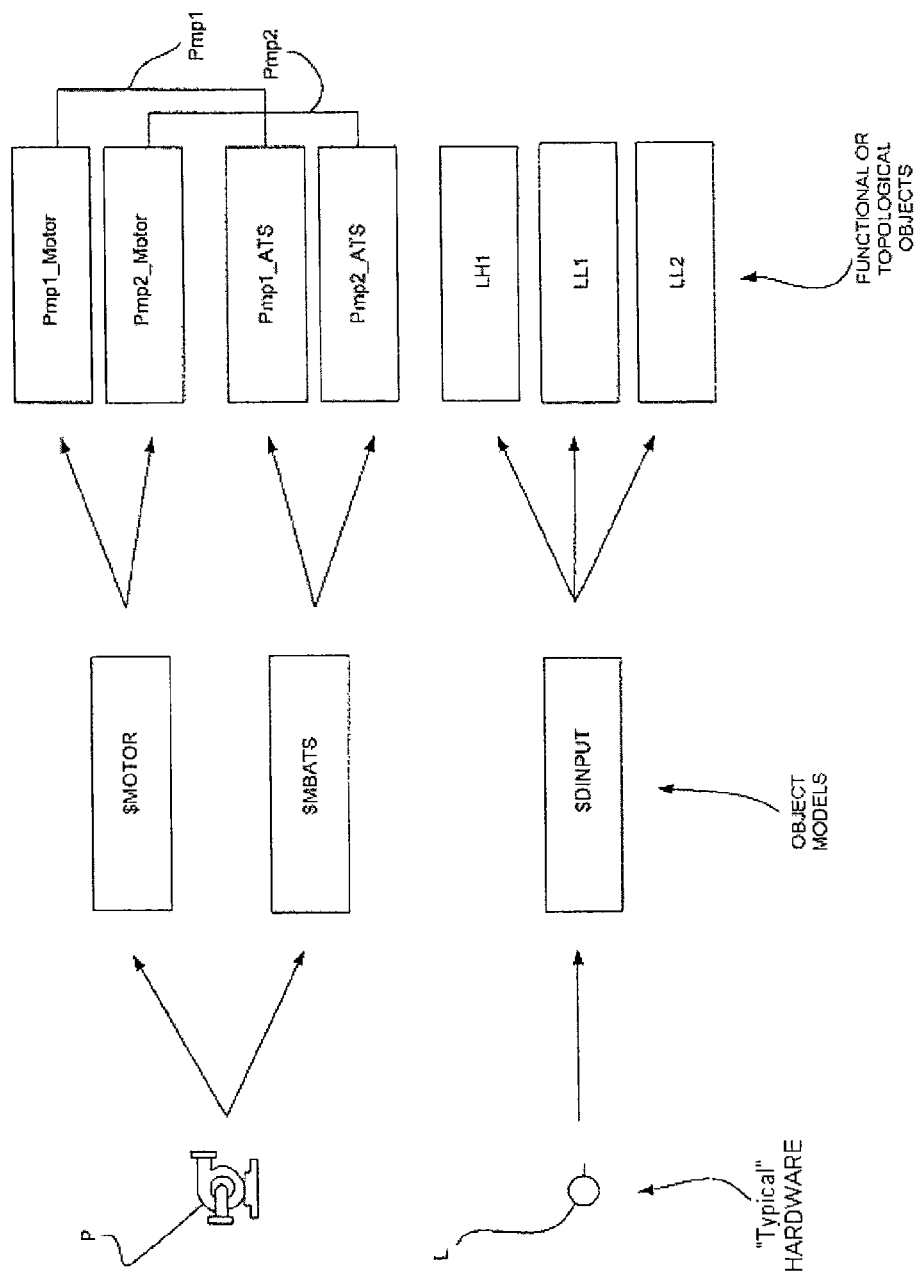 P
L
"Typical"
HARDWARE
$MOTOR
$MBATS
$DINPUT
OBJECT
MODELS
Pmp1_Motor
Pmp2_Motor
Pmp1_ATS
Pmp2_ATS
LH1
LL1
LL2
Pmp1
Pmp2
FUNCTIONAL OR
TOPOLOGICAL
OBJECTS